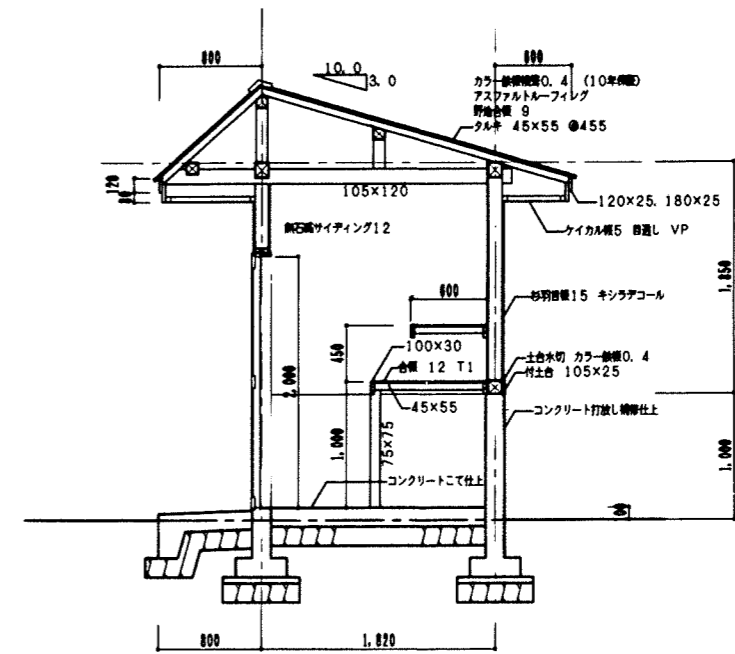 800
10.0
3.0
800
カラー鉄板横葺0.4 (10年保証)
アスファルトルーフィング
野地合板 9
タルキ 45×55 @455
120
80
105×120
120×25. 180×25
ケイカル板5 目透し VP
無石綿サイディング12
1,850
600
杉羽目板15 キシラデコール
450
100×30
土台水切 カラー鉄板0.4
合板 12 T1
付土台 105×25
2,000
45×55
コンクリート打放し補修仕上
1,000
75×75
1,000
コンクリートこて仕上
800
1,820